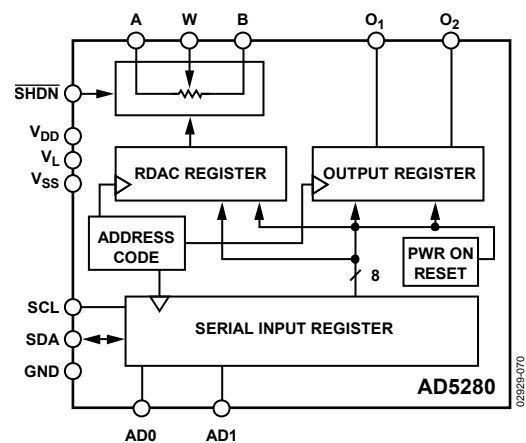 A W B O1 O2
SHDN
VDD
VL
VSS
RDAC REGISTER
OUTPUT REGISTER
ADDRESS
CODE
PWR ON
RESET
8
SCL
SDA
GND
SERIAL INPUT REGISTER
AD5280
AD0 AD1
02929-070